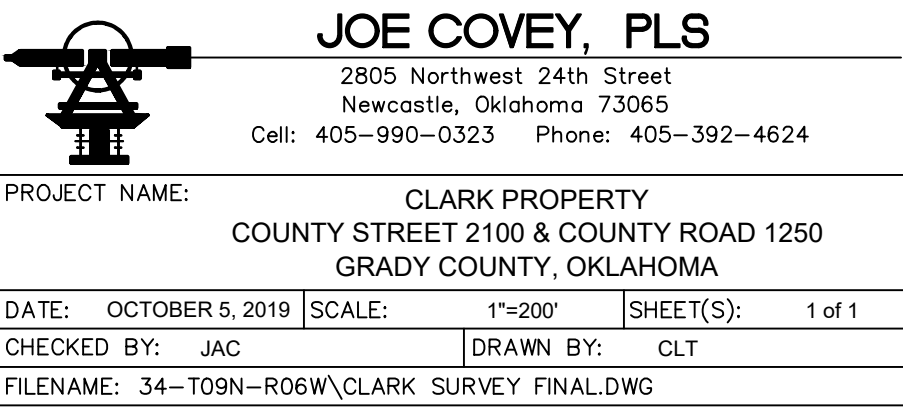 JOE COVEY, PLS
2805 Northwest 24th Street
Newcastle, Oklahoma 73065
Cell: 405-990-0323 Phone: 405-392-4624
PROJECT NAME: CLARK PROPERTY
COUNTY STREET 2100 & COUNTY ROAD 1250
GRADY COUNTY, OKLAHOMA
DATE: OCTOBER 5, 2019 SCALE: 1"=200' SHEET(S): 1 of 1
CHECKED BY: JAC DRAWN BY: CLT
FILENAME: 34-T09N-R06W\CLARK SURVEY FINAL.DWG